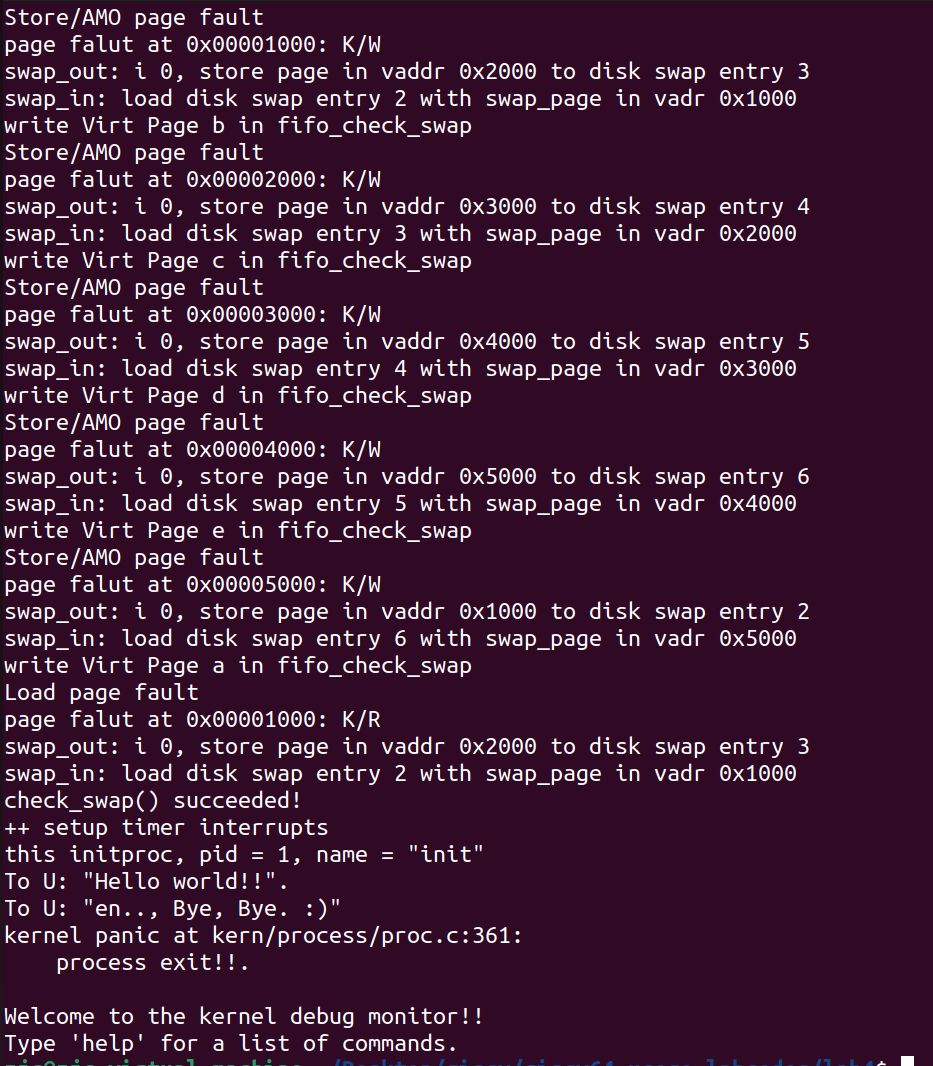 Store/AMO page fault
page falut at 0x00001000: K/W
swap_out: i 0, store page in vaddr 0x2000 to disk swap entry 3
swap_in: load disk swap entry 2 with swap_page in vadr 0x1000
write Virt Page b in fifo_check_swap
Store/AMO page fault
page falut at 0x00002000: K/W
swap_out: i 0, store page in vaddr 0x3000 to disk swap entry 4
swap_in: load disk swap entry 3 with swap_page in vadr 0x2000
write Virt Page c in fifo_check_swap
Store/AMO page fault
page falut at 0x00003000: K/W
swap_out: i 0, store page in vaddr 0x4000 to disk swap entry 5
swap_in: load disk swap entry 4 with swap_page in vadr 0x3000
write Virt Page d in fifo_check_swap
Store/AMO page fault
page falut at 0x00004000: K/W
swap_out: i 0, store page in vaddr 0x5000 to disk swap entry 6
swap_in: load disk swap entry 5 with swap_page in vadr 0x4000
write Virt Page e in fifo_check_swap
Store/AMO page fault
page falut at 0x00005000: K/W
swap_out: i 0, store page in vaddr 0x1000 to disk swap entry 2
swap_in: load disk swap entry 6 with swap_page in vadr 0x5000
write Virt Page a in fifo_check_swap
Load page fault
page falut at 0x00001000: K/R
swap_out: i 0, store page in vaddr 0x2000 to disk swap entry 3
swap_in: load disk swap entry 2 with swap_page in vadr 0x1000
check_swap() succeeded!
++ setup timer interrupts
this initproc, pid = 1, name = "init"
To U: "Hello world!!".
To U: "en.., Bye, Bye. :)"
kernel panic at kern/process/proc.c:361:
    process exit!!.
Welcome to the kernel debug monitor!!
Type 'help' for a list of commands.